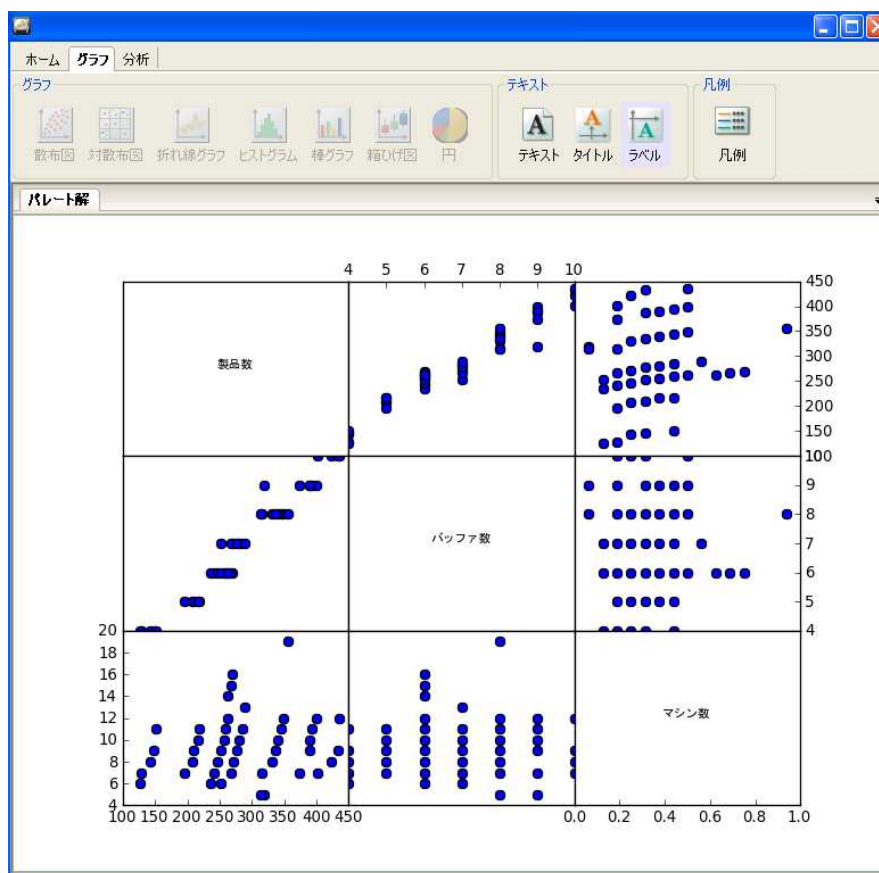 ホーム グラフ 分析
グラフ テキスト 凡例
散布図 対散布図 折れ線グラフ ヒストグラム 棒グラフ 箱ひげ図 円 テキスト タイトル ラベル 凡例
パレート解
4 5 6 7 8 9 10
450
400
350
製品数
300
250
200
150
100
10
9
8
バッファ数
7
6
5
20 4
18
16
14
マシン数
12
10
8
6
4
100 150 200 250 300 350 400 450 0.0 0.2 0.4 0.6 0.8 1.0